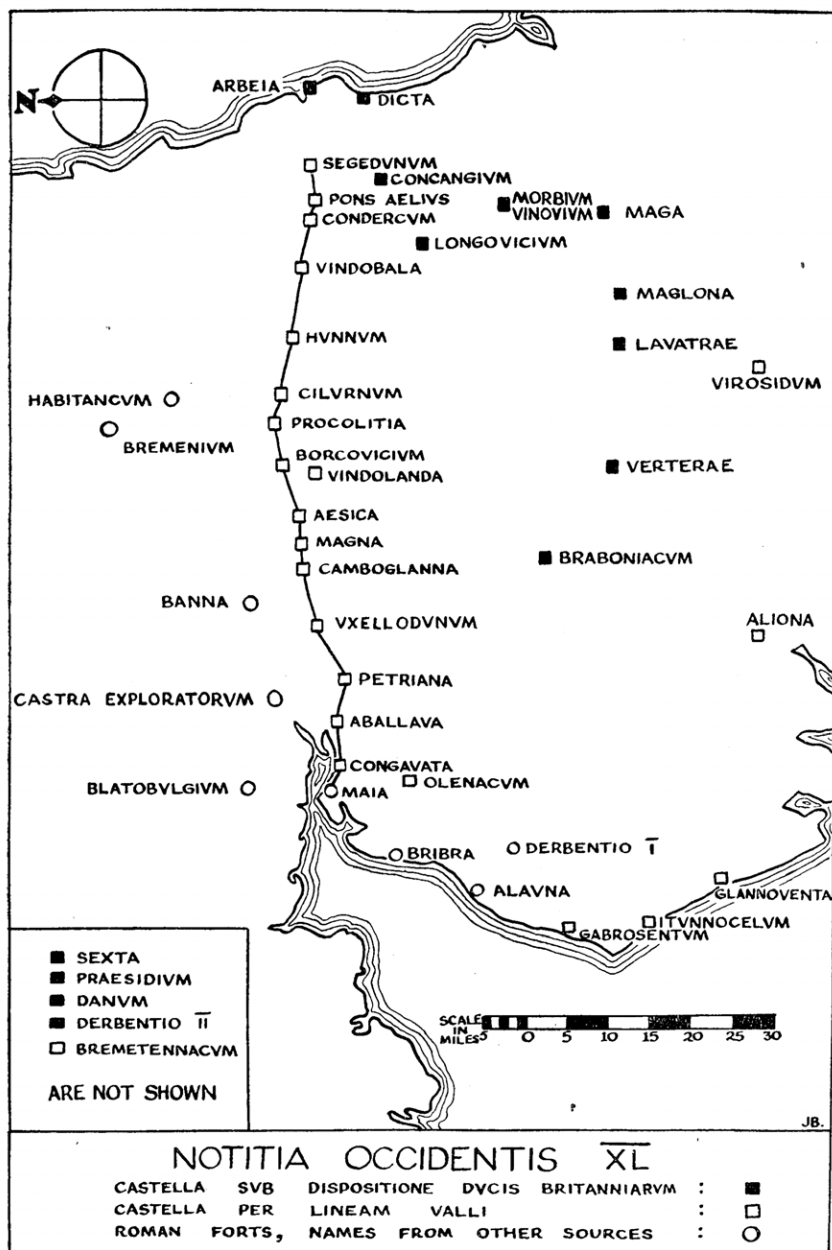 N
ARBEIA
DICTA
SEGEDVNVM
CONCANGIVM
PONS AELIVS
MORBIVM
VINOVIVM
MAGA
CONDERCVM
LONGOVICIVM
VINDOBALA
MAGLONA
HVNNVM
LAVATRAE
VIROSIDVM
CILVRNVM
HABITANCVM
PROCOLITIA
BREMENIVM
BORCOVICIVM
VINDOLANDA
VERTERAE
AESICA
MAGNA
BRABONIACVM
CAMBOGLANNA
BANNA
ALIONA
VXELLODVNVM
PETRIANA
CASTRA EXPLORATORVM
ABALLAVA
CONGAVATA
OLENACVM
BLATOBVLGIVM
MAIA
BRIBRA
DERBENTIO I
ALAVNA
GLANNOVENTA
ITVNNOCELVM
GABROSENTVM
SEXTA
PRAESIDIVM
DANVM
DERBENTIO II
BREMETENNACVM
ARE NOT SHOWN
SCALE
IN
MILES
5 0 5 10 15 20 25 30
JB.
NOTITIA OCCIDENTIS XL
CASTELLA SVB DISPOSITIONE DVCIS BRITANNIARVM :
CASTELLA PER LINEAM VALLI :
ROMAN FORTS, NAMES FROM OTHER SOURCES :